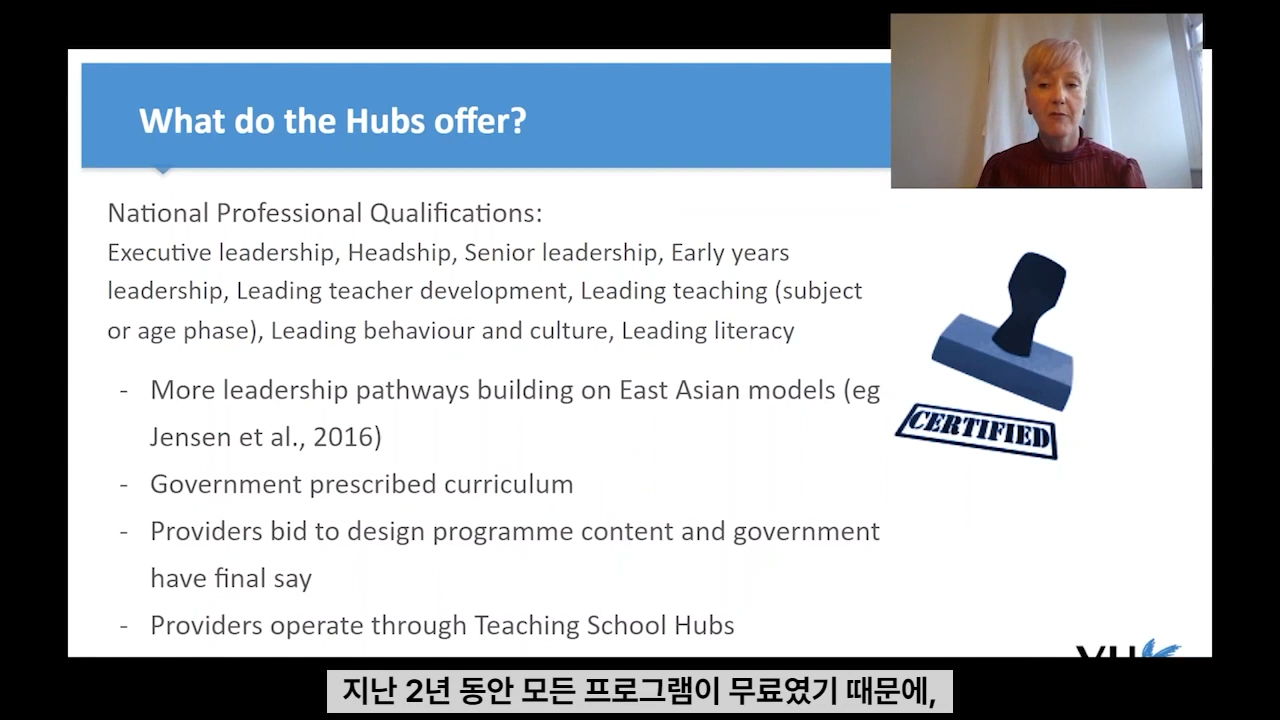 What do the Hubs offer?
National Professional Qualifications:
Executive leadership, Headship, Senior leadership, Early years
leadership, Leading teacher development, Leading teaching (subject
or age phase), Leading behaviour and culture, Leading literacy
- More leadership pathways building on East Asian models (eg
Jensen et al., 2016)
- Government prescribed curriculum
- Providers bid to design programme content and government
have final say
- Providers operate through Teaching School Hubs
CERTIFIED
지난 2년 동안 모든 프로그램이 무료였기 때문에,